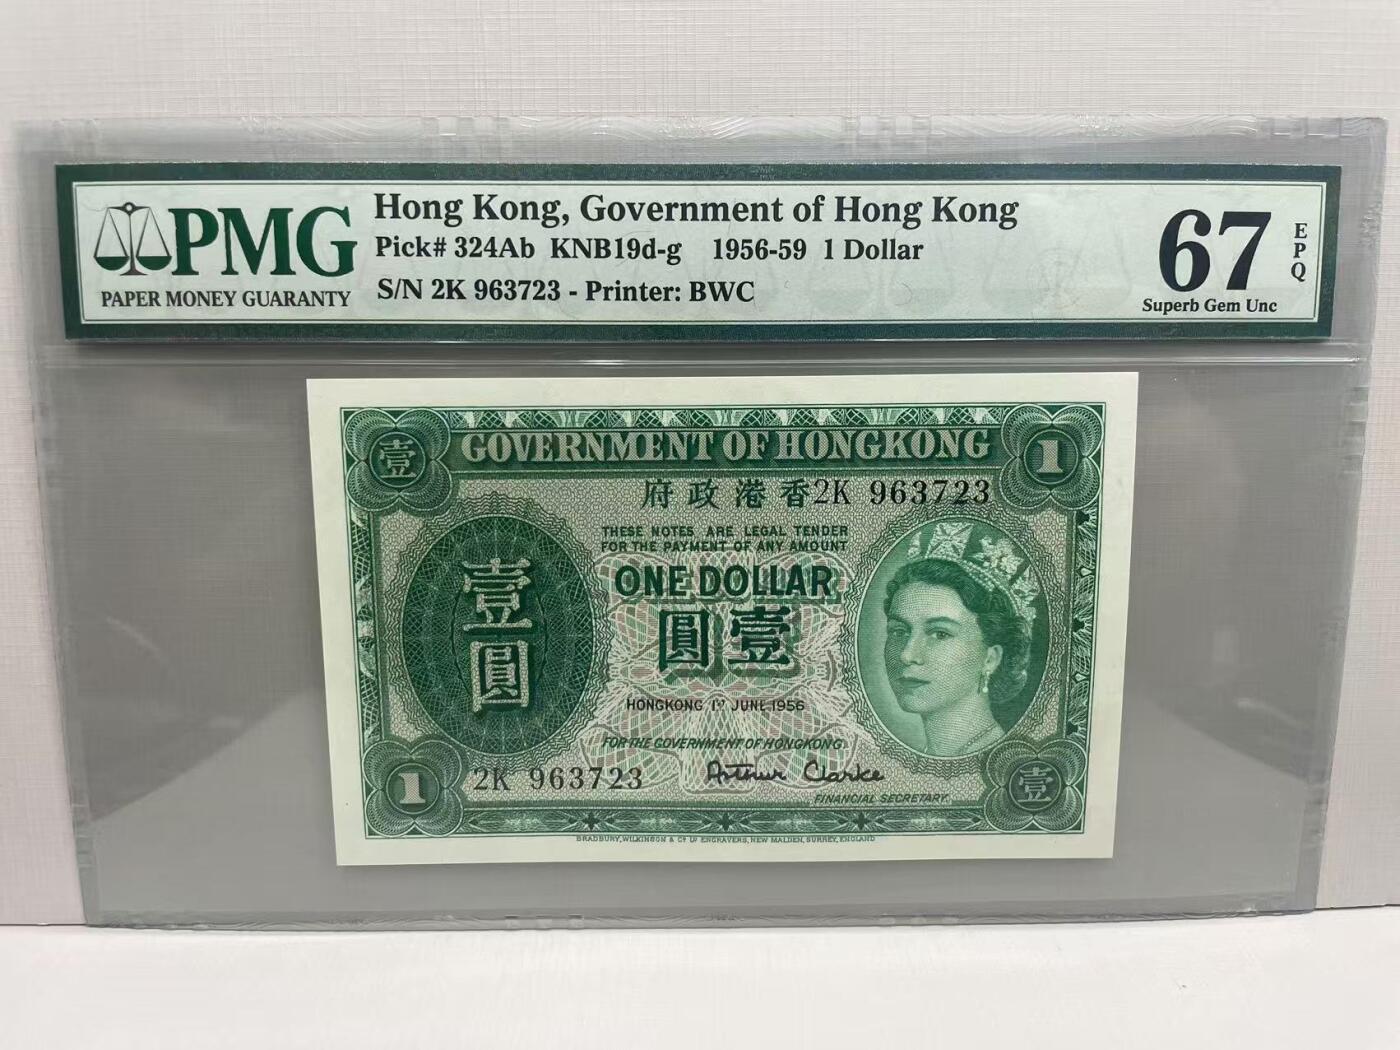 PMG
PAPER MONEY GUARANTY
Hong Kong, Government of Hong Kong
Pick# 324Ab KNB19d-g 1956-59 1 Dollar
S/N 2K 963723 - Printer: BWC
67
EPQ
Superb Gem Unc
壹
GOVERNMENT OF HONGKONG
1
府政港香
2K 963723
THESE NOTES ARE LEGAL TENDER
FOR THE PAYMENT OF ANY AMOUNT
ONE DOLLAR
圓壹
壹圓
HONGKONG 1ST JUNE, 1956
FOR THE GOVERNMENT OF HONGKONG
Arthur Clarke
FINANCIAL SECRETARY
1
2K 963723
壹
BRADBURY, WILKINSON & Co Ld ENGRAVERS, NEW MALDEN, SURREY, ENGLAND